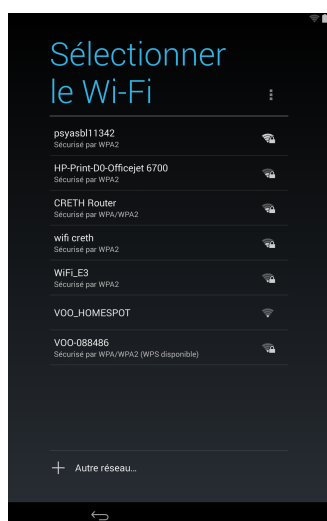 Sélectionner
le Wi-Fi
psyasbl11342
Sécurisé par WPA2
HP-Print-D0-Officejet 6700
Sécurisé par WPA2
CRETH Router
Sécurisé par WPA/WPA2
wifi creth
Sécurisé par WPA2
WiFi_E3
Sécurisé par WPA2
VOO_HOMESPOT
VOO-088486
Sécurisé par WPA/WPA2 (WPS disponible)
Autre réseau...